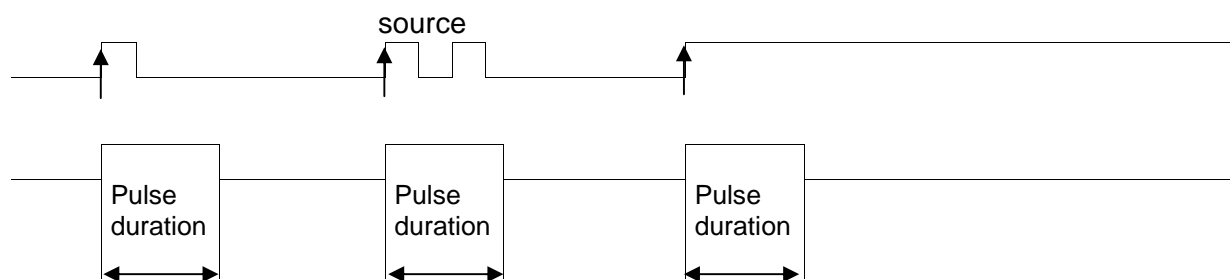 source
Pulse
duration
Pulse
duration
Pulse
duration